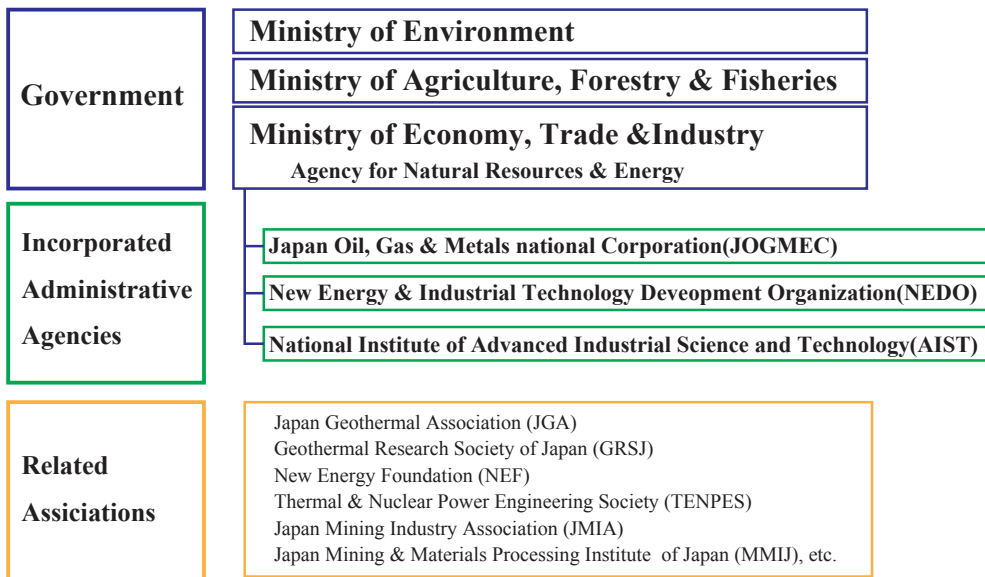 Government
Ministry of Environment
Ministry of Agriculture, Forestry & Fisheries
Ministry of Economy, Trade &Industry
Agency for Natural Resources & Energy
Incorporated
Administrative
Agencies
Japan Oil, Gas & Metals national Corporation(JOGMEC)
New Energy & Industrial Technology Deveopment Organization(NEDO)
National Institute of Advanced Industrial Science and Technology(AIST)
Related
Assiciations
Japan Geothermal Association (JGA)
Geothermal Research Society of Japan (GRSJ)
New Energy Foundation (NEF)
Thermal & Nuclear Power Engineering Society (TENPES)
Japan Mining Industry Association (JMIA)
Japan Mining & Materials Processing Institute of Japan (MMIJ), etc.